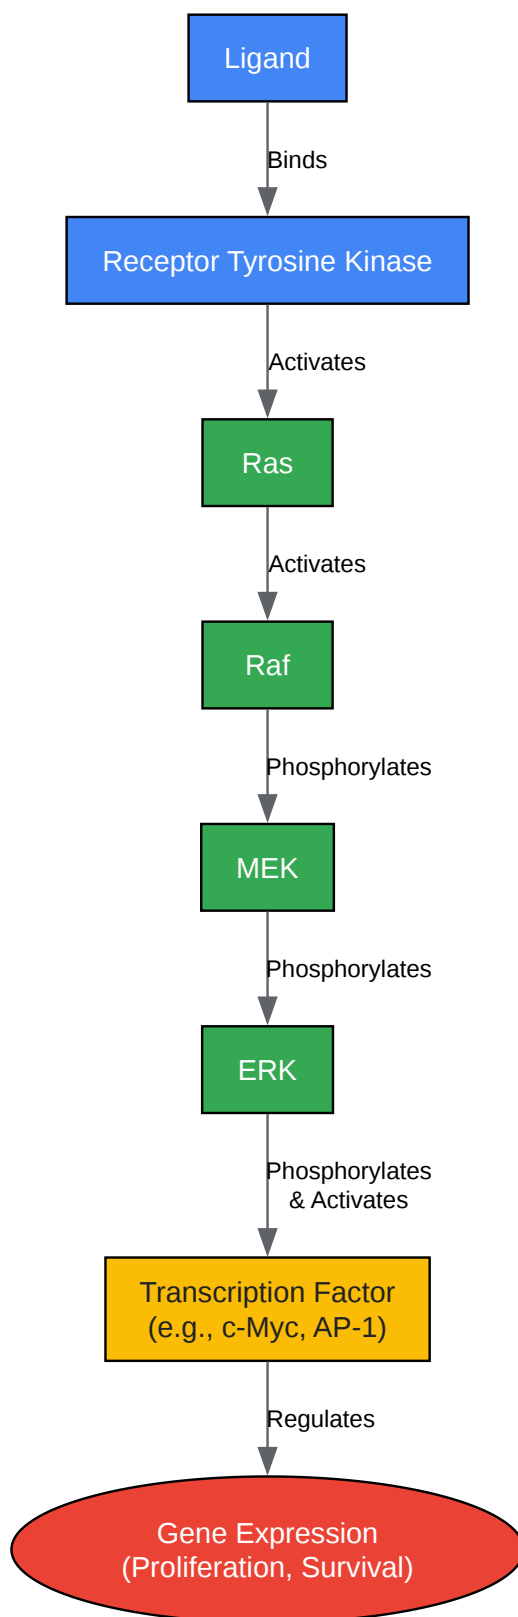 Ligand
Binds
Receptor Tyrosine Kinase
Activates
Ras
Activates
Raf
Phosphorylates
MEK
Phosphorylates
ERK
Phosphorylates
& Activates
Transcription Factor
(e.g., c-Myc, AP-1)
Regulates
Gene Expression
(Proliferation, Survival)